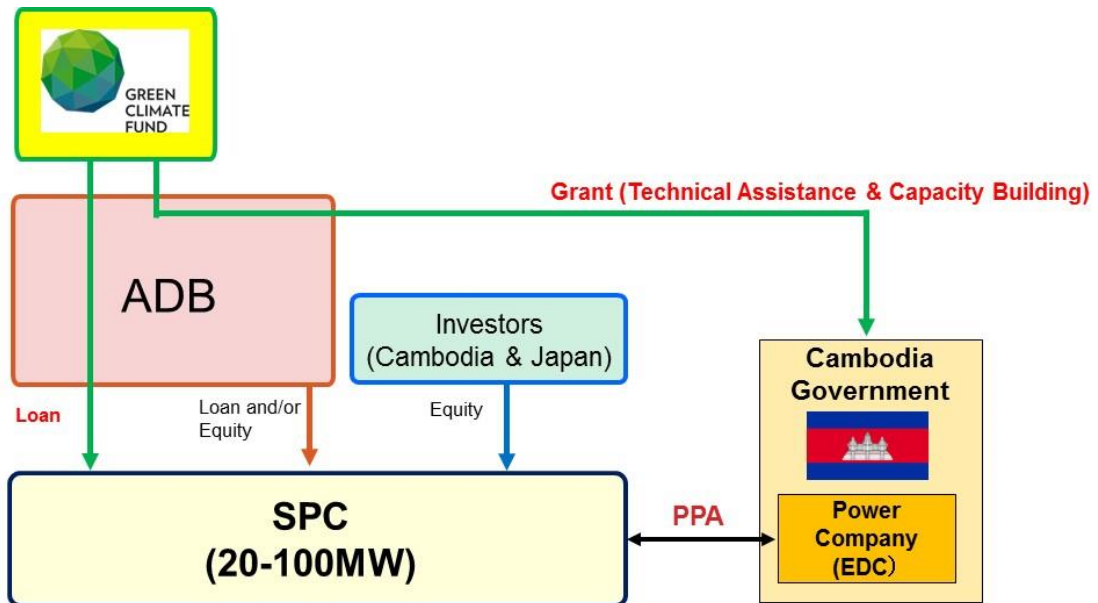 GREEN
CLIMATE
FUND
Grant (Technical Assistance & Capacity Building)
ADB
Investors
(Cambodia & Japan)
Cambodia
Government
Loan
Loan and/or
Equity
Equity
SPC
(20-100MW)
PPA
Power
Company
(EDC）